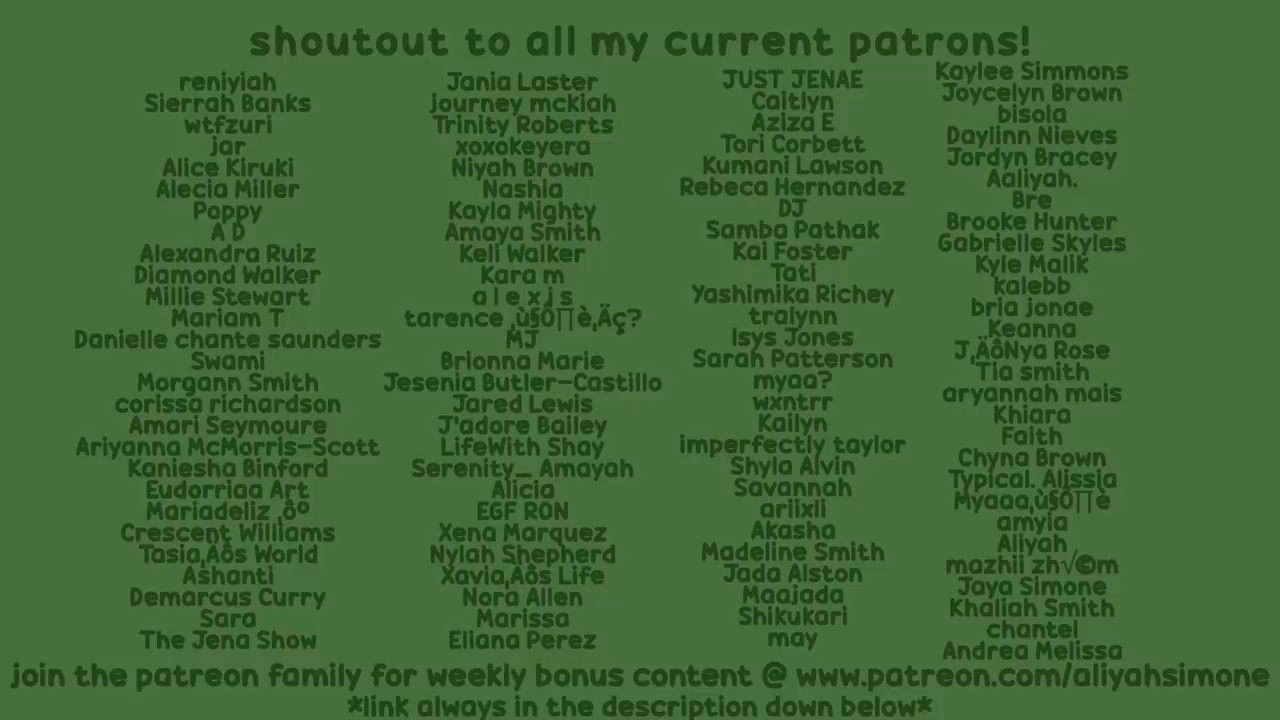 shoutout to all my current patrons!
reniyiah
Sierrah Banks
wtfzuri
jar
Alice Kiruki
Alecia Miller
Poppy
A D
Alexandra Ruiz
Diamond Walker
Millie Stewart
Mariam T
Danielle chante saunders
Swami
Morgann Smith
corissa richardson
Amari Seymoure
Ariyanna McMorris-Scott
Kaniesha Binford
Eudorriaa Art
Mariadeliz ‚ôº
Crescent Williams
Tasia‚Äôs World
Ashanti
Demarcus Curry
Sara
The Jena Show
Jania Laster
journey mckiah
Trinity Roberts
xoxokeyera
Niyah Brown
Nashia
Kayla Mighty
Amaya Smith
Keli Walker
Kara m
a l e x j s
tarence ‚ù§Ô∏è‚Äç?
MJ
Brionna Marie
Jesenia Butler-Castillo
Jared Lewis
J'adore Bailey
LifeWith Shay
Serenity_ Amayah
Alicia
EGF RON
Xena Marquez
Nylah Shepherd
Xavia‚Äôs Life
Nora Allen
Marissa
Eliana Perez
JUST JENAE
Caitlyn
Aziza E
Tori Corbett
Kumani Lawson
Rebeca Hernandez
DJ
Samba Pathak
Kai Foster
Tati
Yashimika Richey
tralynn
Isys Jones
Sarah Patterson
myaa?
wxntrr
Kailyn
imperfectly taylor
Shyla Alvin
Savannah
ariixli
Akasha
Madeline Smith
Jada Alston
Maajada
Shikukari
may
Kaylee Simmons
Joycelyn Brown
bisola
Daylinn Nieves
Jordyn Bracey
Aaliyah.
Bre
Brooke Hunter
Gabrielle Skyles
Kyle Malik
kalebb
bria jonae
Keanna
J‚ÄôNya Rose
Tia smith
aryannah mais
Khiara
Faith
Chyna Brown
Typical. Alissia
Myaaa‚ù§Ô∏è
amyia
Aliyah
mazhii zh√©m
Jaya Simone
Khaliah Smith
chantel
Andrea Melissa
join the patreon family for weekly bonus content @ www.patreon.com/aliyahsimone
*link always in the description down below*